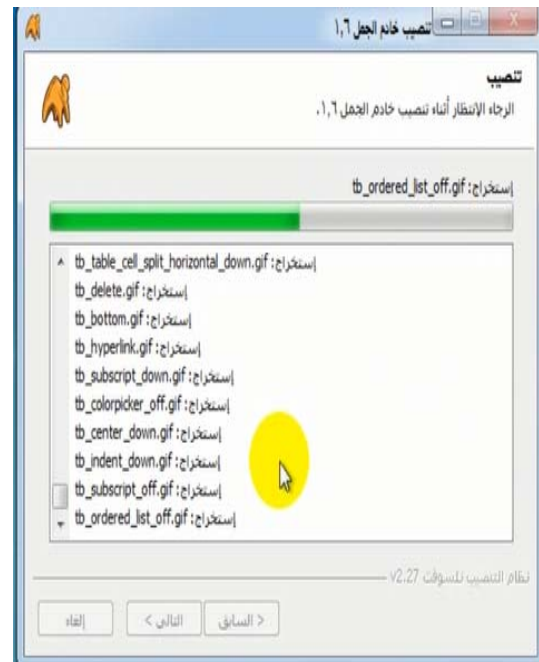 تنصيب خادم الجمل ١,٦
تنصيب
الرجاء الإنتظار أثناء تنصيب خادم الجمل ١,٦.
إستخراج: tb_ordered_list_off.gif
إستخراج: tb_table_cell_split_horizontal_down.gif
إستخراج: tb_delete.gif
إستخراج: tb_bottom.gif
إستخراج: tb_hyperlink.gif
إستخراج: tb_subscript_down.gif
إستخراج: tb_colorpicker_off.gif
إستخراج: tb_center_down.gif
إستخراج: tb_indent_down.gif
إستخراج: tb_subscript_off.gif
إستخراج: tb_ordered_list_off.gif
نظام التنصيب نلسوفت v2.27
< السابق
التالي >
إلغاء